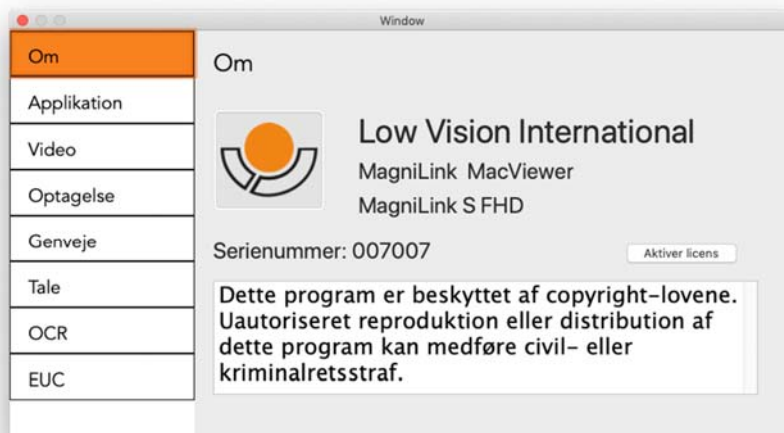 Window
Om
Applikation
Video
Optagelse
Genveje
Tale
OCR
EUC
Om
Low Vision International
MagniLink MacViewer
MagniLink S FHD
Serienummer: 007007
Aktiver licens
Dette program er beskyttet af copyright-lovene.
Uautoriseret reproduktion eller distribution af
dette program kan medføre civil- eller
kriminalretsstraf.